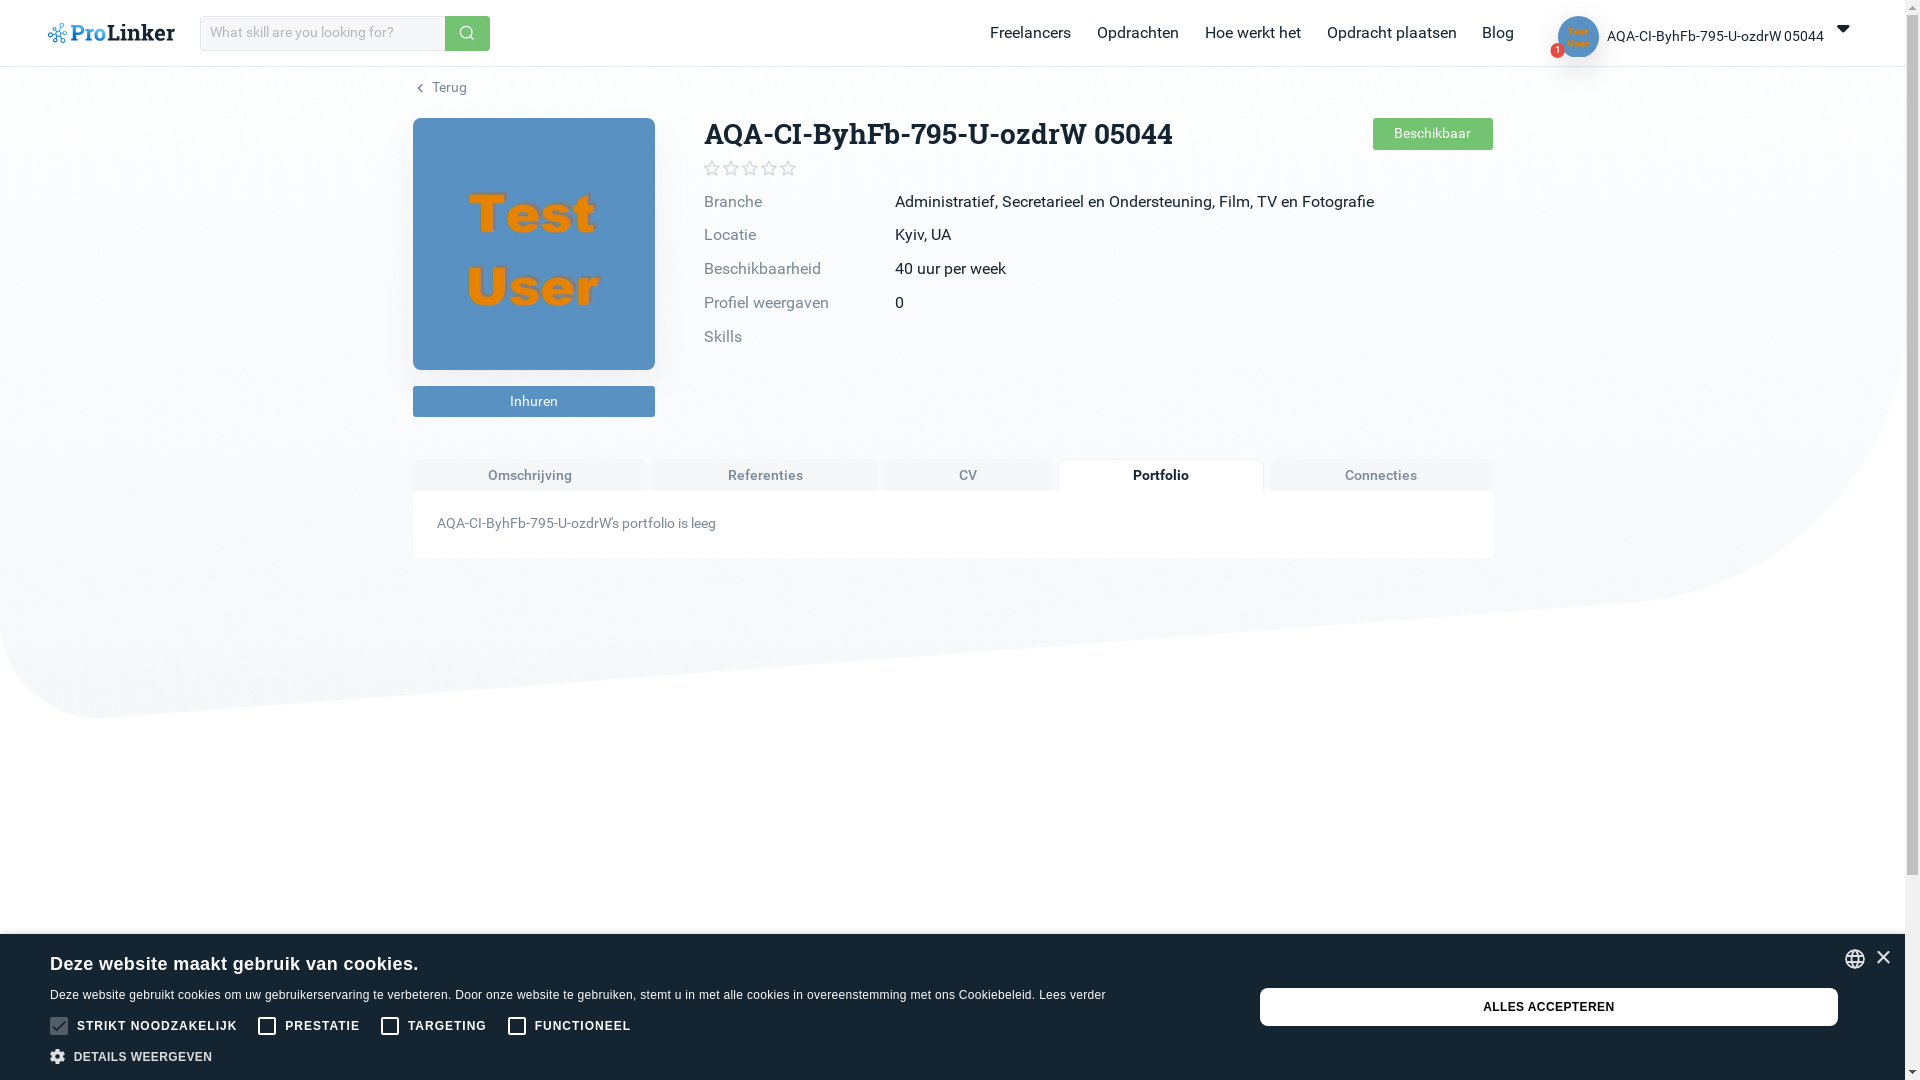 ProLinker
What skill are you looking for?
Freelancers
Opdrachten
Hoe werkt het
Opdracht plaatsen
Blog
Test
User
1
AQA-CI-ByhFb-795-U-ozdrW 05044
Terug
Test
User
Inhuren
AQA-CI-ByhFb-795-U-ozdrW 05044
Beschikbaar
Branche
Administratief, Secretarieel en Ondersteuning, Film, TV en Fotografie
Locatie
Kyiv, UA
Beschikbaarheid
40 uur per week
Profiel weergaven
0
Skills
Omschrijving
Referenties
CV
Portfolio
Connecties
AQA-CI-ByhFb-795-U-ozdrW's portfolio is leeg
Deze website maakt gebruik van cookies.
Deze website gebruikt cookies om uw gebruikerservaring te verbeteren. Door onze website te gebruiken, stemt u in met alle cookies in overeenstemming met ons Cookiebeleid. Lees verder
STRIKT NOODZAKELIJK
PRESTATIE
TARGETING
FUNCTIONEEL
DETAILS WEERGEVEN
ALLES ACCEPTEREN